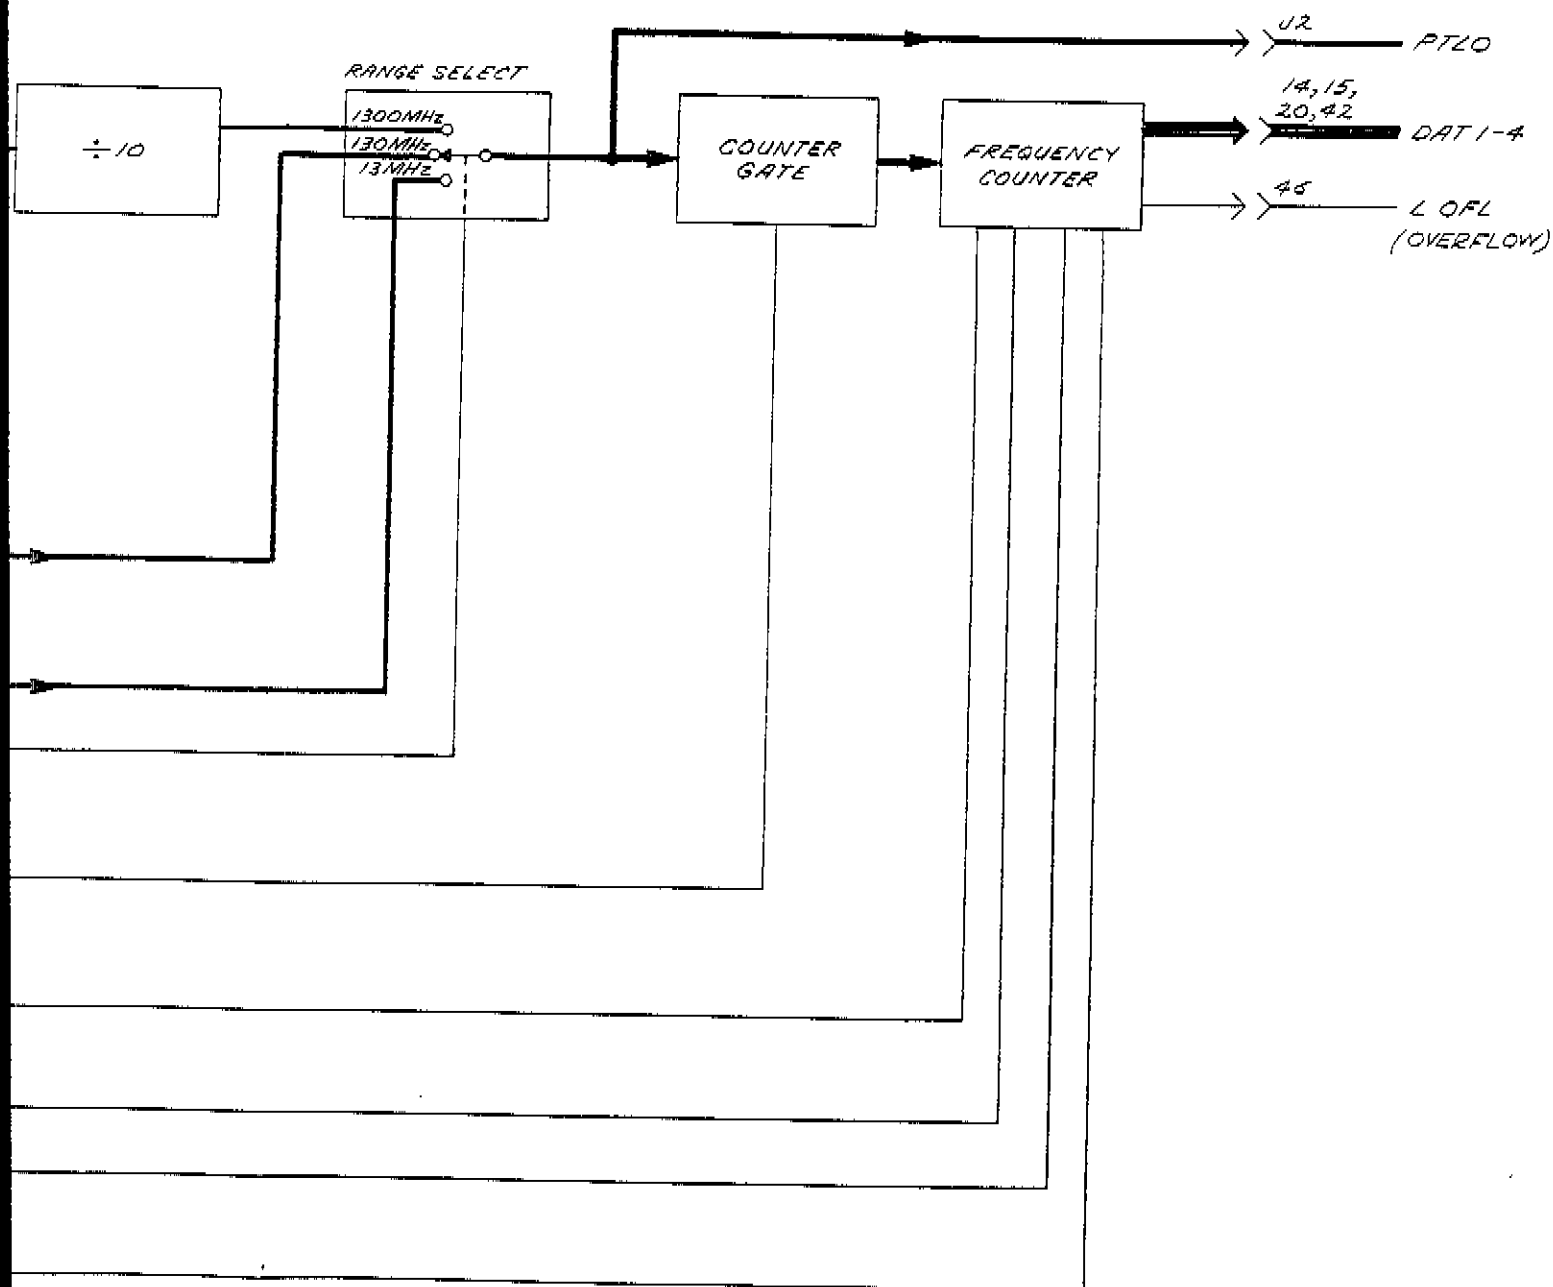 J2
PTLO
RANGE SELECT
14, 15,
20, 42
DAT 1-4
÷10
1300MHz
130MHz
13MHz
COUNTER
GATE
FREQUENCY
COUNTER
L OFL
(OVERFLOW)